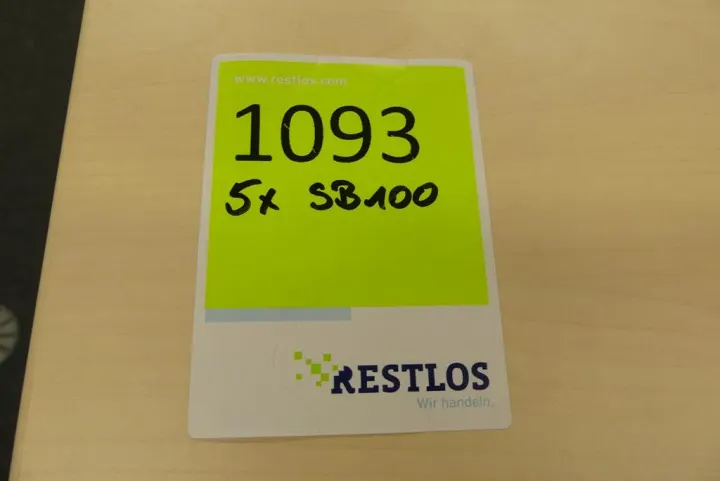 www.restlos.com
1093
5x SB100
RESTLOS
Wir handeln.